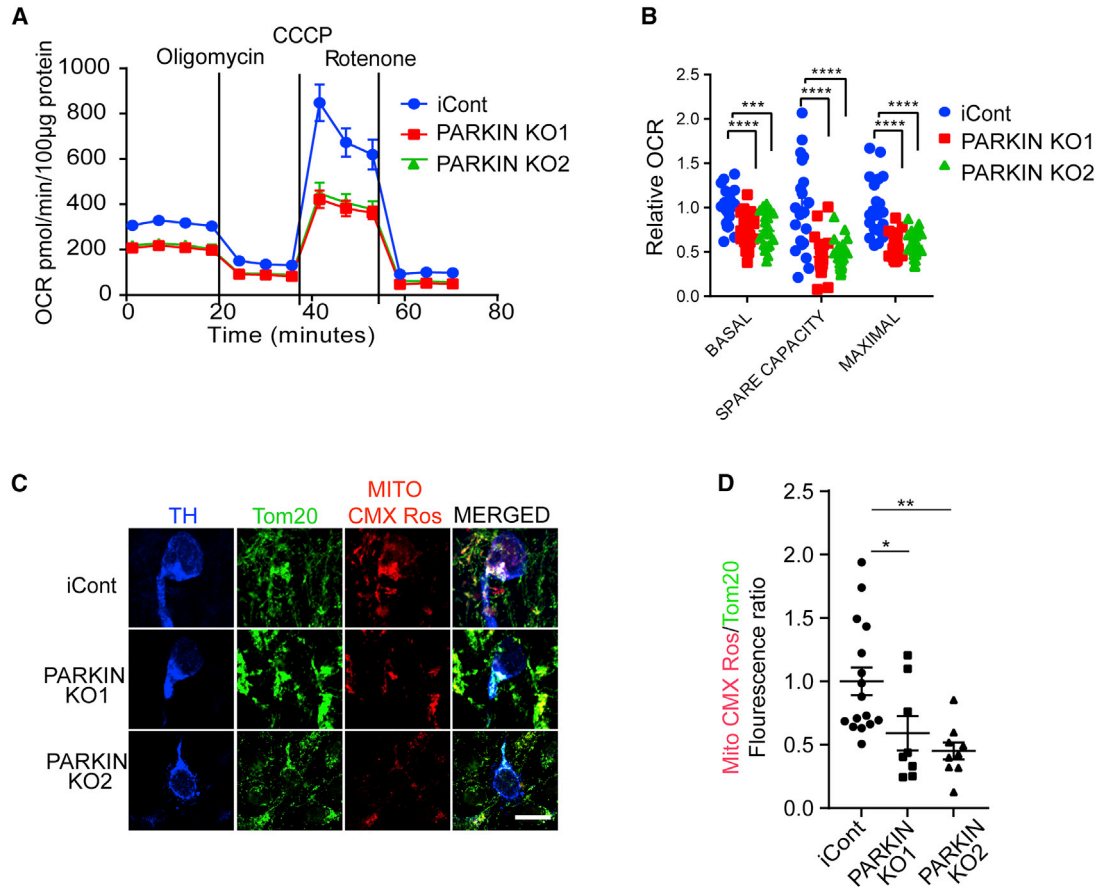 A
OCR pmol/min/100µg protein
1000
800
600
400
200
0
Oligomycin
CCCP
Rotenone
iCont
PARKIN KO1
PARKIN KO2
0
20
40
60
80
Time (minutes)
B
Relative OCR
2.5
2.0
1.5
1.0
0.5
0.0
****
***
****
****
****
****
iCont
PARKIN KO1
PARKIN KO2
BASAL
SPARE CAPACITY
MAXIMAL
C
TH
Tom20
MITO
CMX Ros
MERGED
iCont
PARKIN
KO1
PARKIN
KO2
D
Mito CMX Ros/Tom20
Flourescence ratio
2.5
2.0
1.5
1.0
0.5
0.0
**
*
iCont
PARKIN
KO1
PARKIN
KO2